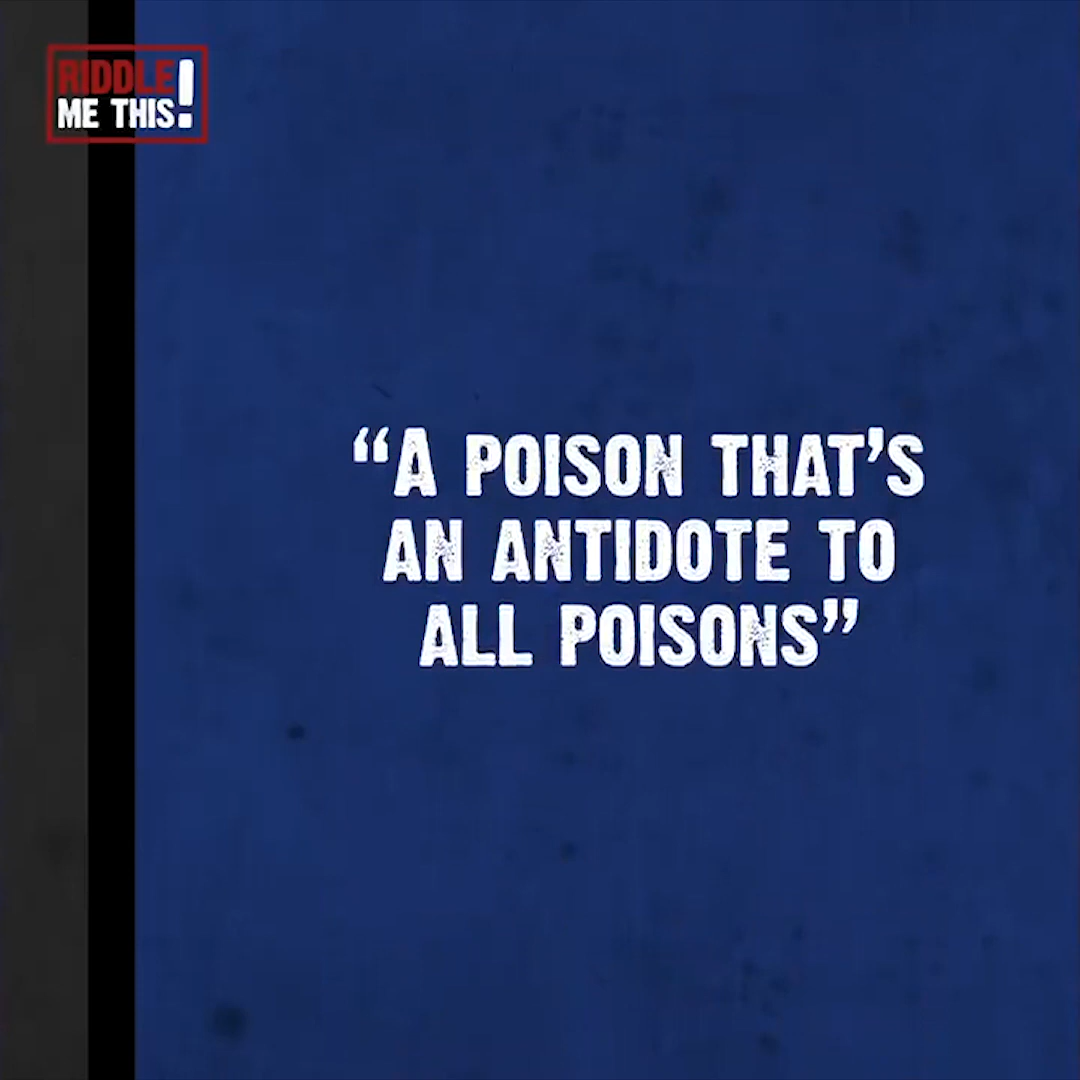 RIDDLE
ME THIS!
“A POISON THAT’S
AN ANTIDOTE TO
ALL POISONS”